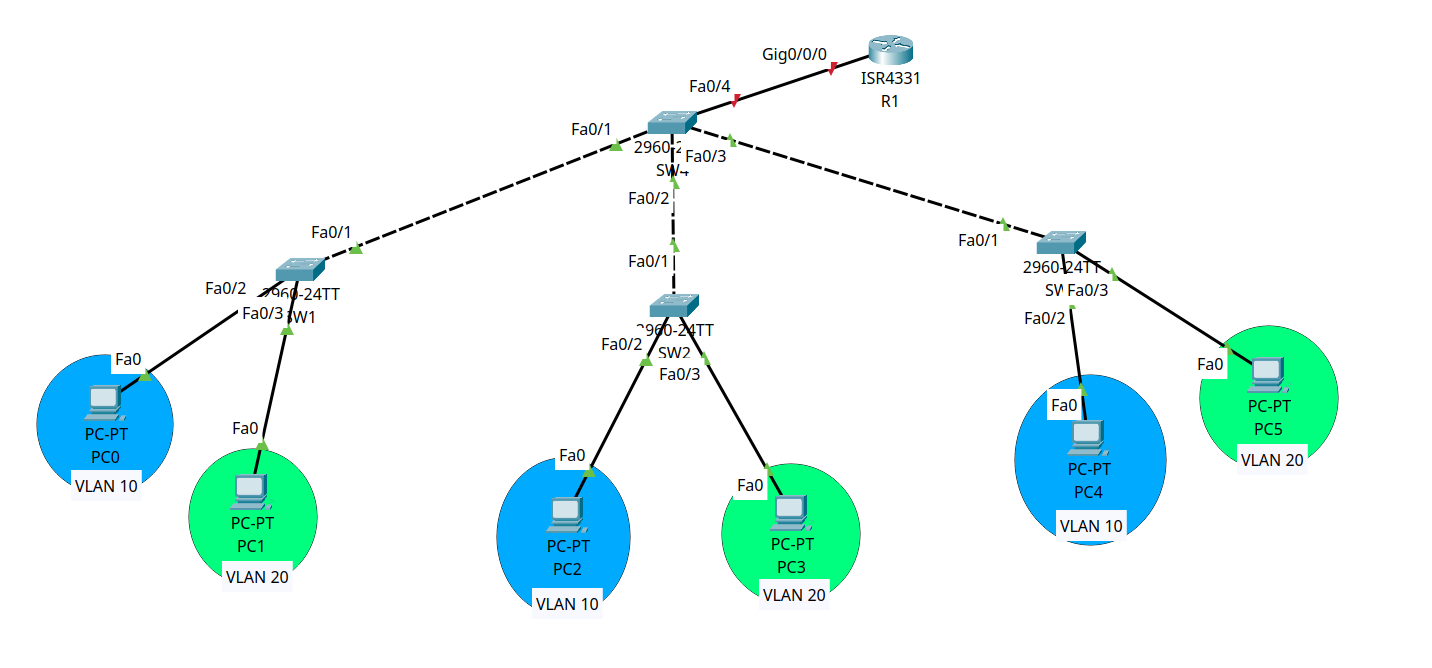 Gig0/0/0
ISR4331
R1
Fa0/4
Fa0/1
Fa0/3
SW4
Fa0/2
Fa0/1
Fa0/1
Fa0/1
2960-24TT
Fa0/2
Fa0/3
SW1
2960-24TT
SW2
Fa0/2
Fa0/3
2960-24TT
Fa0/3
Fa0/2
Fa0
PC-PT
PC0
VLAN 10
Fa0
PC-PT
PC1
VLAN 20
Fa0
PC-PT
PC2
VLAN 10
Fa0
PC-PT
PC3
VLAN 20
Fa0
PC-PT
PC4
VLAN 10
Fa0
PC-PT
PC5
VLAN 20